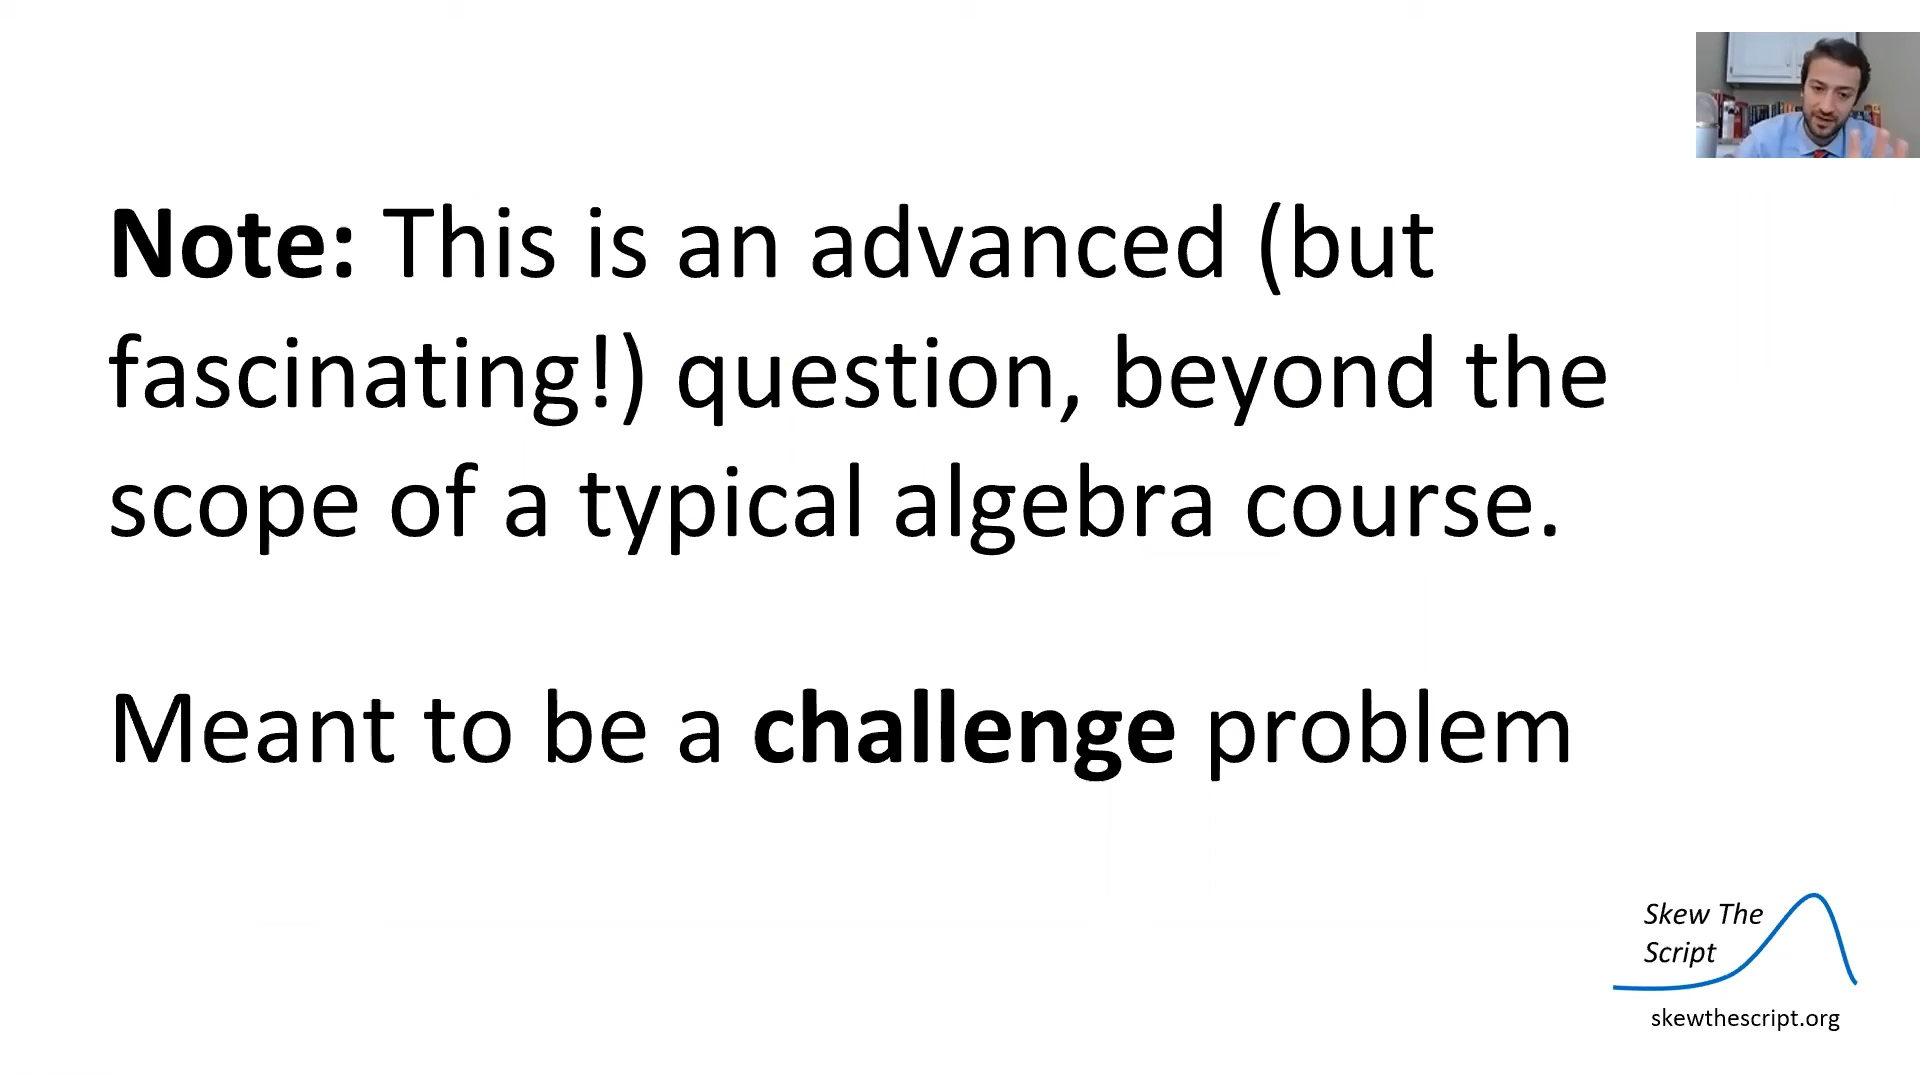 Note: This is an advanced (but
fascinating!) question, beyond the
scope of a typical algebra course.
Meant to be a challenge problem
Skew The
Script
skewthescript.org